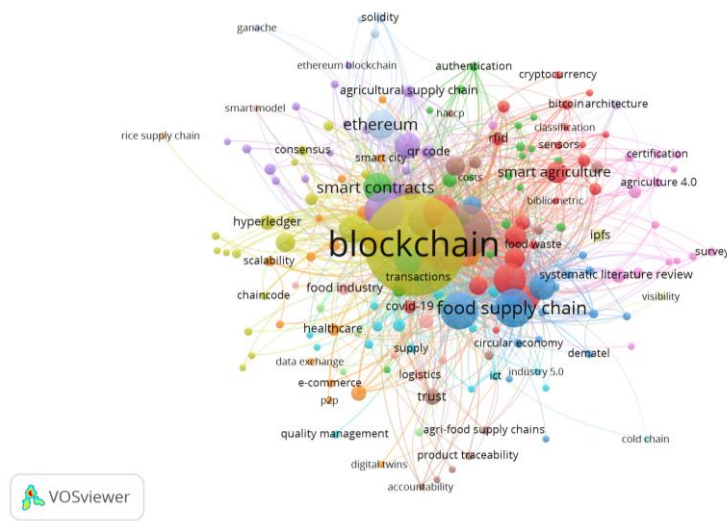 solidity
ganache
ethereum blockchain
authentication
cryptocurrency
agricultural supply chain
bitcoin architecture
smart model
haccp
rice supply chain
ethereum
classification
rfid
sensors
consensus
qr code
smart city
certification
costs
smart agriculture
smart contracts
agriculture 4.0
bibliometric
hyperledger
ipfs
blockchain
food waste
survey
scalability
transactions
systematic literature review
food industry
chaincode
visibility
covid-19
food supply chain
healthcare
circular economy
supply
dematel
data exchange
logistics
ict
industry 5.0
e-commerce
trust
p2p
quality management
agri-food supply chains
cold chain
product traceability
digital twins
accountability
VOSviewer